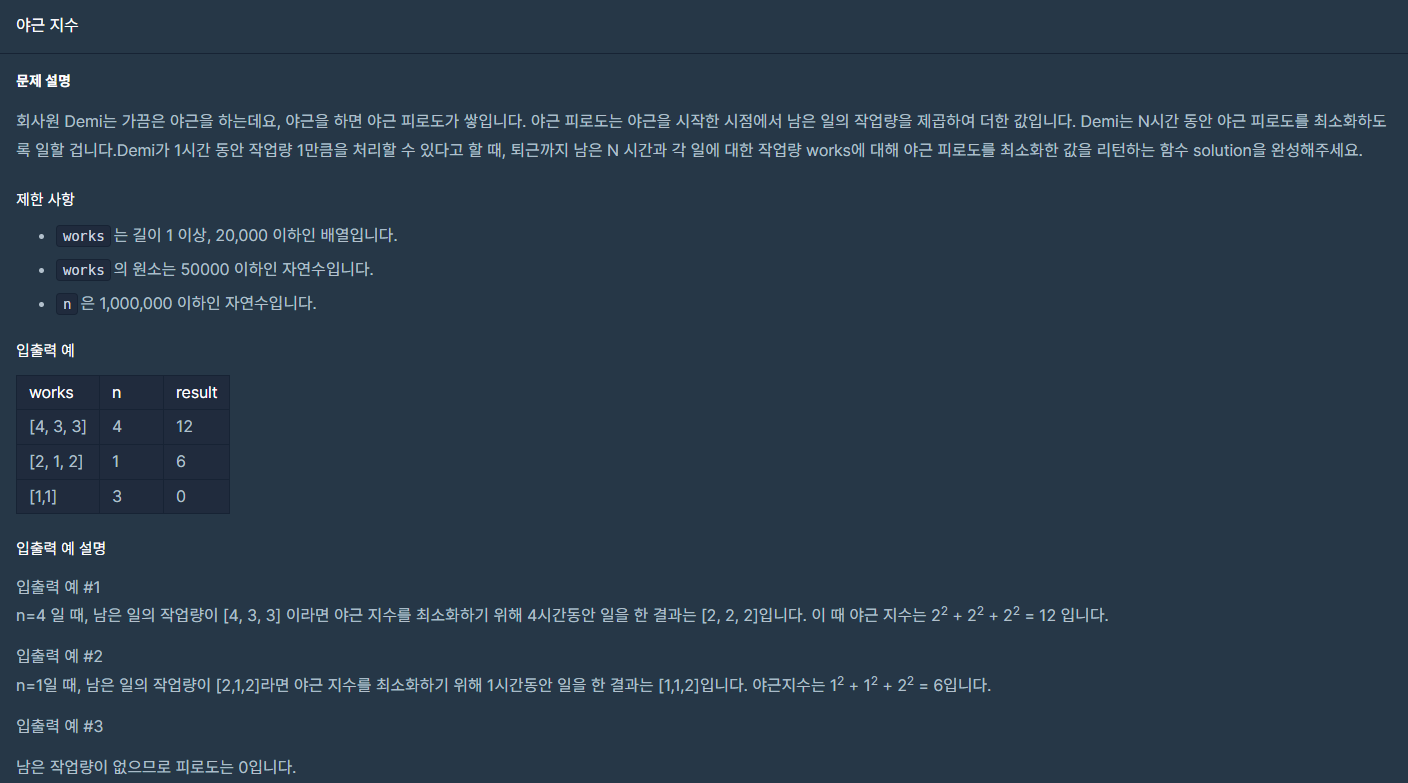 야근 지수
문제 설명
회사원 Demi는 가끔은 야근을 하는데요, 야근을 하면 야근 피로도가 쌓입니다. 야근 피로도는 야근을 시작한 시점에서 남은 일의 작업량을 제곱하여 더한 값입니다. Demi는 N시간 동안 야근 피로도를 최소화하도
록 일할 겁니다.Demi가 1시간 동안 작업량 1만큼을 처리할 수 있다고 할 때, 퇴근까지 남은 N 시간과 각 일에 대한 작업량 works에 대해 야근 피로도를 최소화한 값을 리턴하는 함수 solution을 완성해주세요.
제한 사항
• works 는 길이 1 이상, 20,000 이하인 배열입니다.
• works 의 원소는 50000 이하인 자연수입니다.
• n 은 1,000,000 이하인 자연수입니다.
입출력 예
works n result
[4, 3, 3] 4 12
[2, 1, 2] 1 6
[1,1] 3 0
입출력 예 설명
입출력 예 #1
n=4 일 때, 남은 일의 작업량이 [4, 3, 3] 이라면 야근 지수를 최소화하기 위해 4시간동안 일을 한 결과는 [2, 2, 2]입니다. 이 때 야근 지수는 2² + 2² + 2² = 12 입니다.
입출력 예 #2
n=1일 때, 남은 일의 작업량이 [2,1,2]라면 야근 지수를 최소화하기 위해 1시간동안 일을 한 결과는 [1,1,2]입니다. 야근지수는 1² + 1² + 2² = 6입니다.
입출력 예 #3
남은 작업량이 없으므로 피로도는 0입니다.